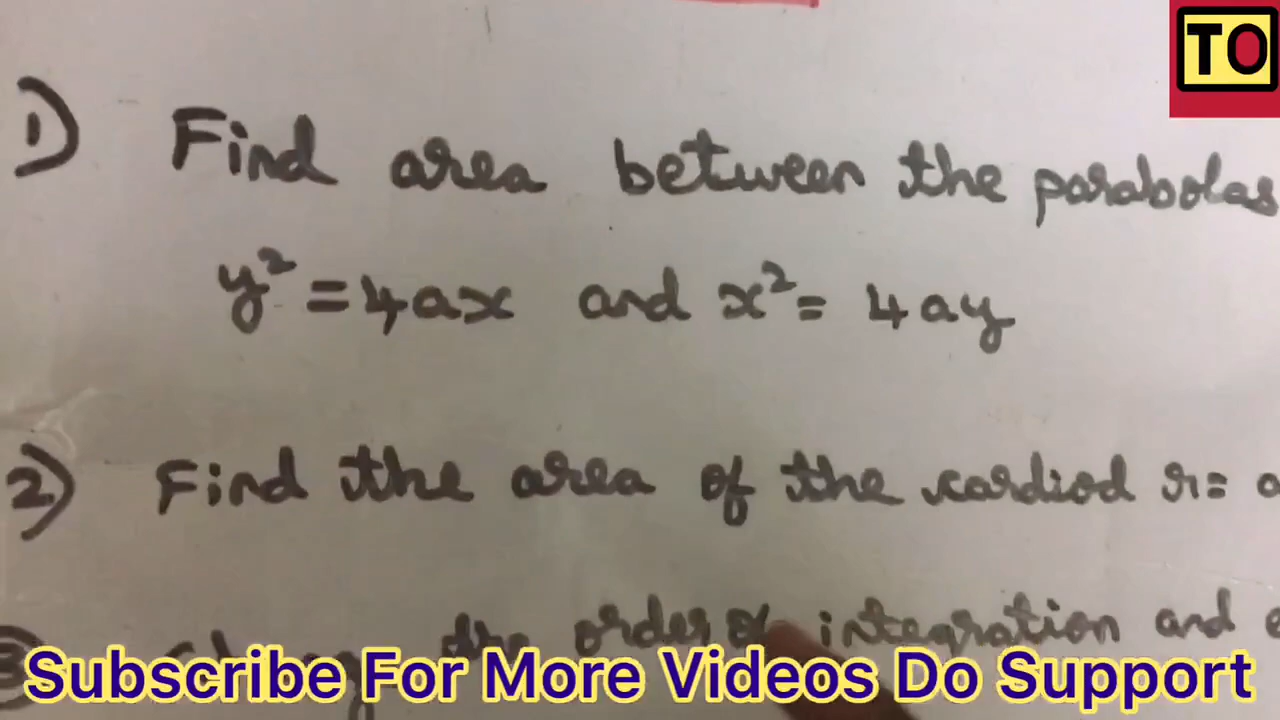 TO
1) Find area between the parabolas
y² = 4ax and x² = 4ay
2) Find the area of the cardiod r =
the order of integration and
Subscribe For More Videos Do Support